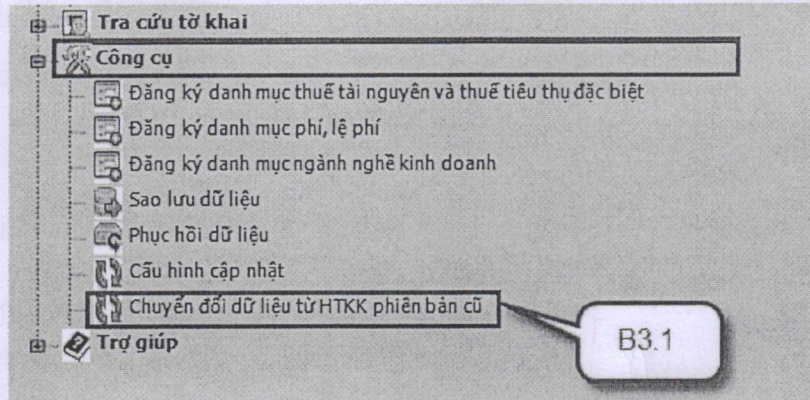 Tra cứu tờ khai
Công cụ
Đăng ký danh mục thuế tài nguyên và thuế tiêu thụ đặc biệt
Đăng ký danh mục phí, lệ phí
Đăng ký danh mục ngành nghề kinh doanh
Sao lưu dữ liệu
Phục hồi dữ liệu
Cấu hình cập nhật
Chuyển đổi dữ liệu từ HTKK phiên bản cũ
B3.1
Trợ giúp